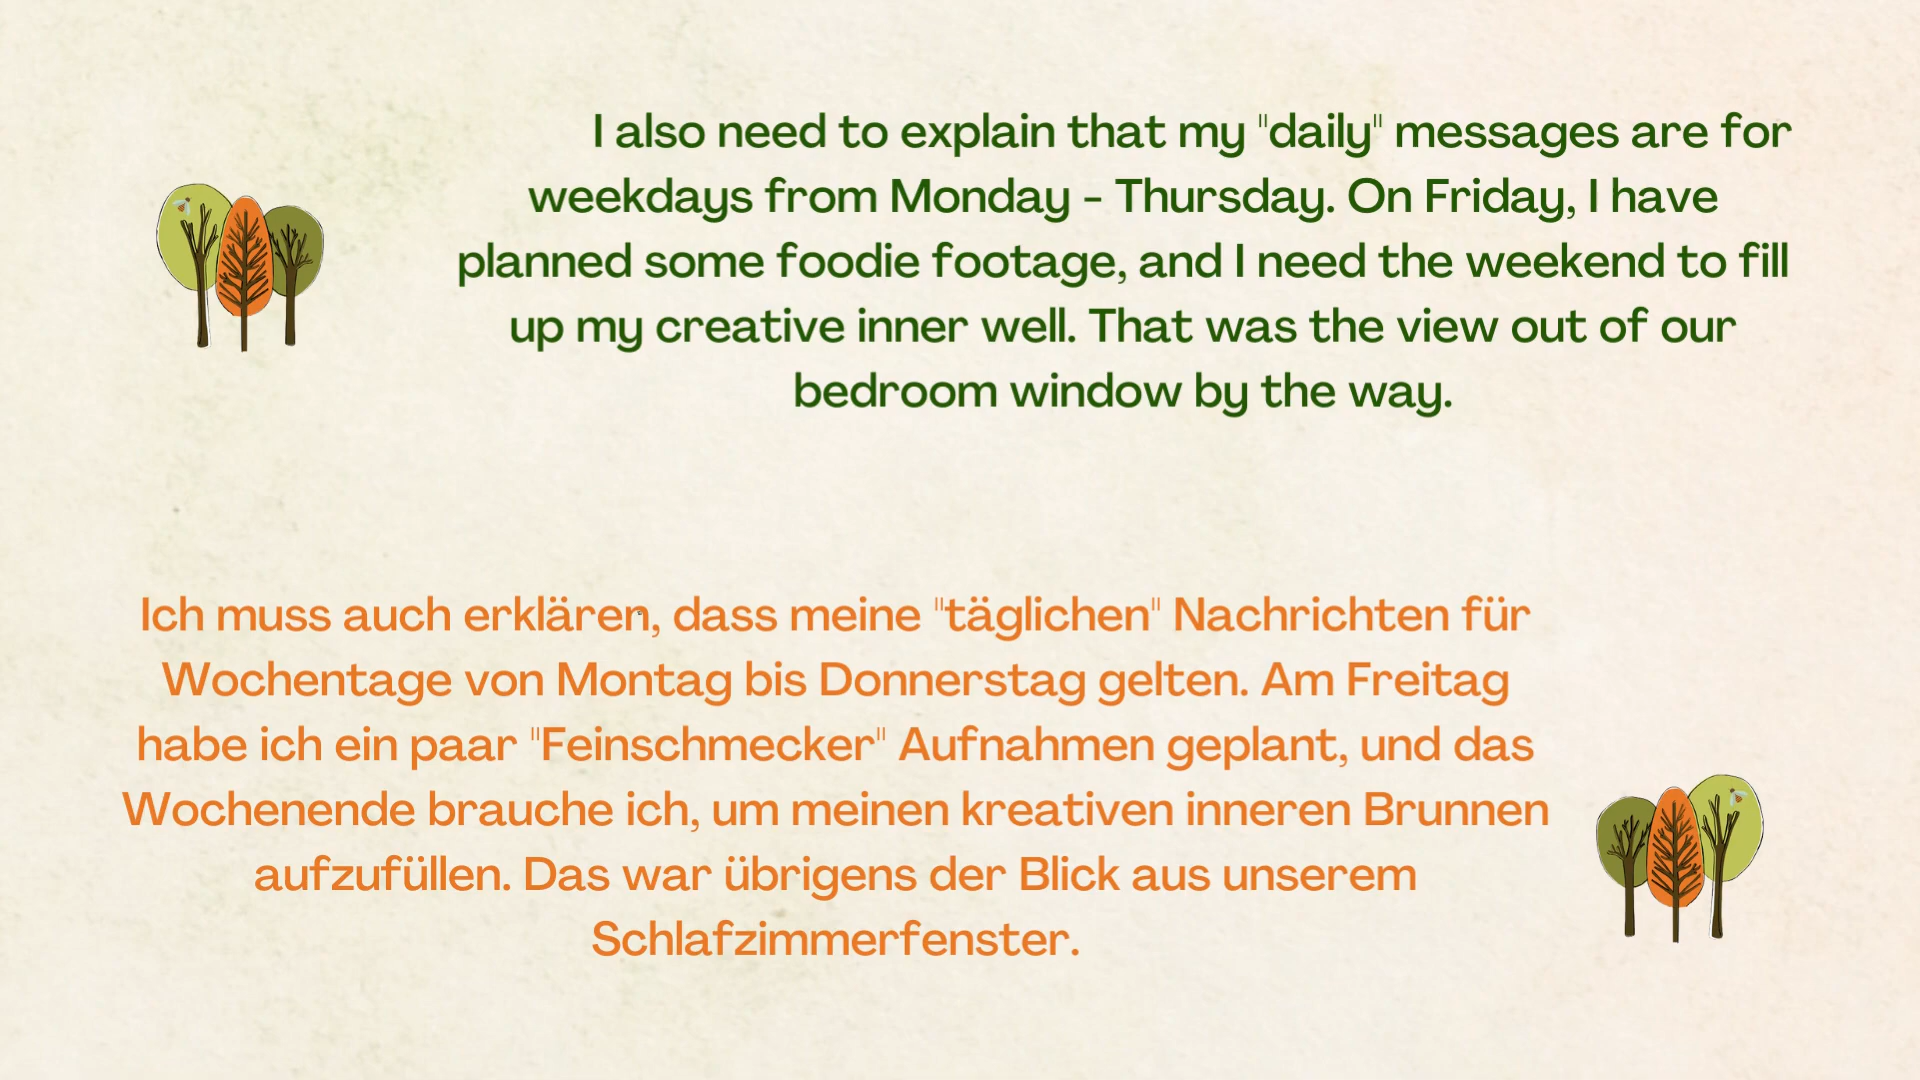 I also need to explain that my "daily" messages are for
weekdays from Monday - Thursday. On Friday, I have
planned some foodie footage, and I need the weekend to fill
up my creative inner well. That was the view out of our
bedroom window by the way.
Ich muss auch erklären, dass meine "täglichen" Nachrichten für
Wochentage von Montag bis Donnerstag gelten. Am Freitag
habe ich ein paar "Feinschmecker" Aufnahmen geplant, und das
Wochenende brauche ich, um meinen kreativen inneren Brunnen
aufzufüllen. Das war übrigens der Blick aus unserem
Schlafzimmerfenster.